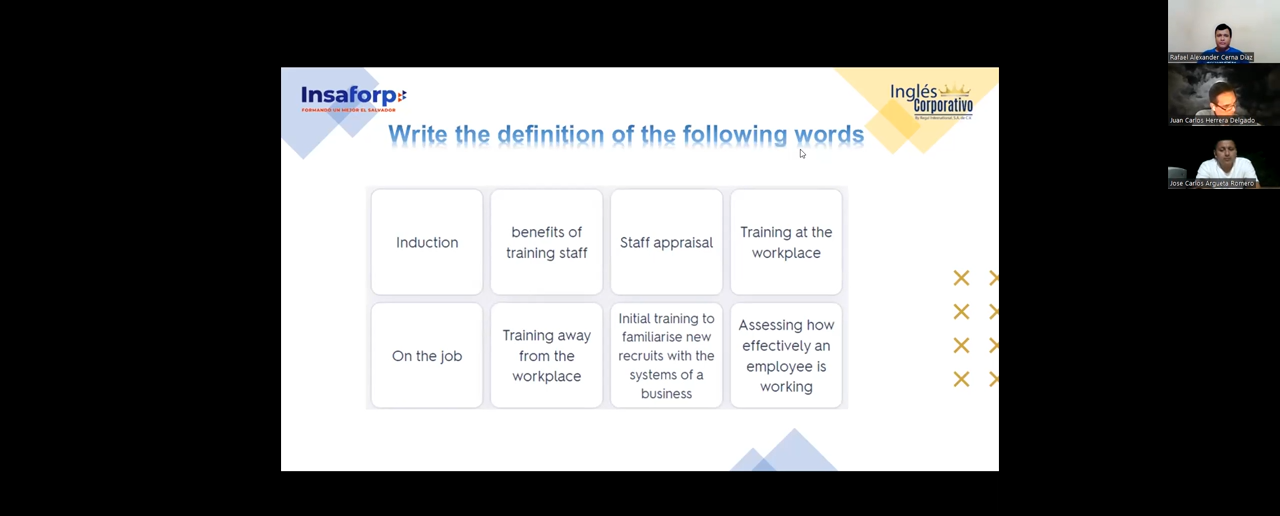 Insaforp
FORMANDO UN MEJOR EL SALVADOR
Inglés
Corporativo
Write the definition of the following words
Induction
benefits of
training staff
Staff appraisal
Training at the
workplace
On the job
Training away
from the
workplace
Initial training to
familiarise new
recruits with the
systems of a
business
Assessing how
effectively an
employee is
working
Rafael Alexander Cerna Diaz
Juan Carlos Herrera Delgado
Jose Carlos Argueta Romero